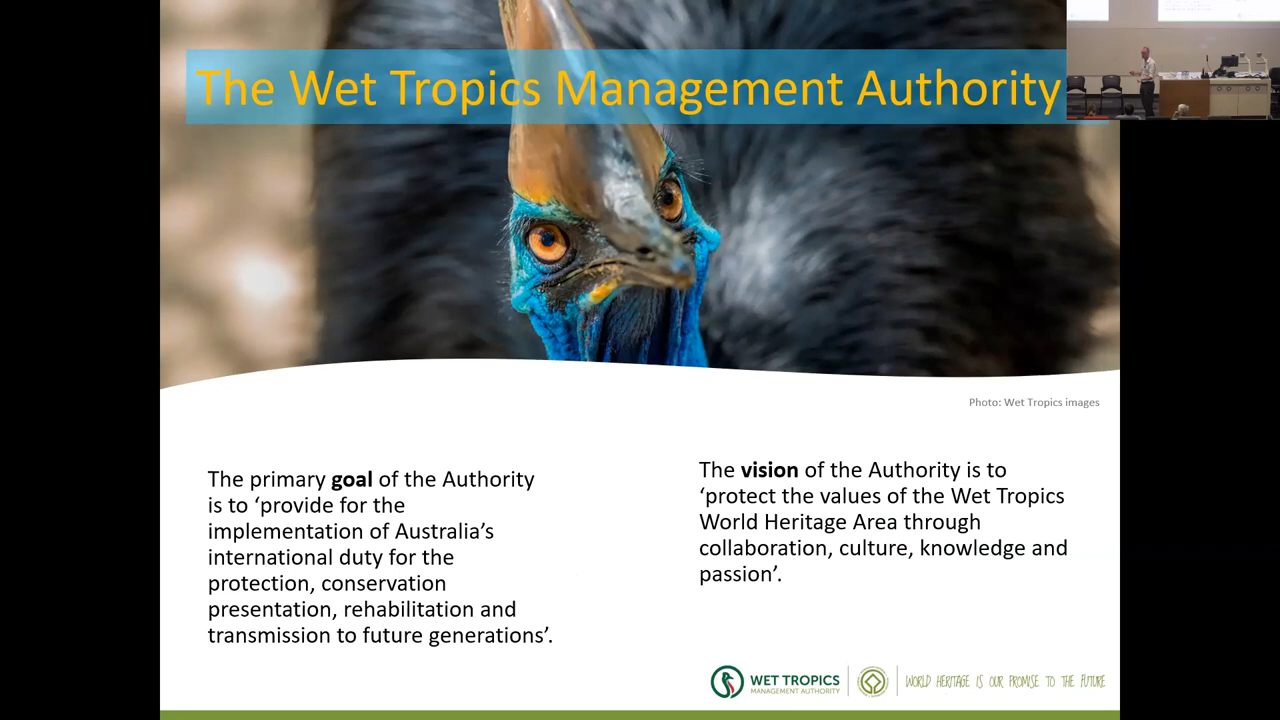 The Wet Tropics Management Authority
Photo: Wet Tropics images
The primary goal of the Authority
is to ‘provide for the
implementation of Australia’s
international duty for the
protection, conservation
presentation, rehabilitation and
transmission to future generations’.
The vision of the Authority is to
‘protect the values of the Wet Tropics
World Heritage Area through
collaboration, culture, knowledge and
passion’.
WET TROPICS
MANAGEMENT AUTHORITY
WORLD HERITAGE IS OUR PROMISE TO THE FUTURE